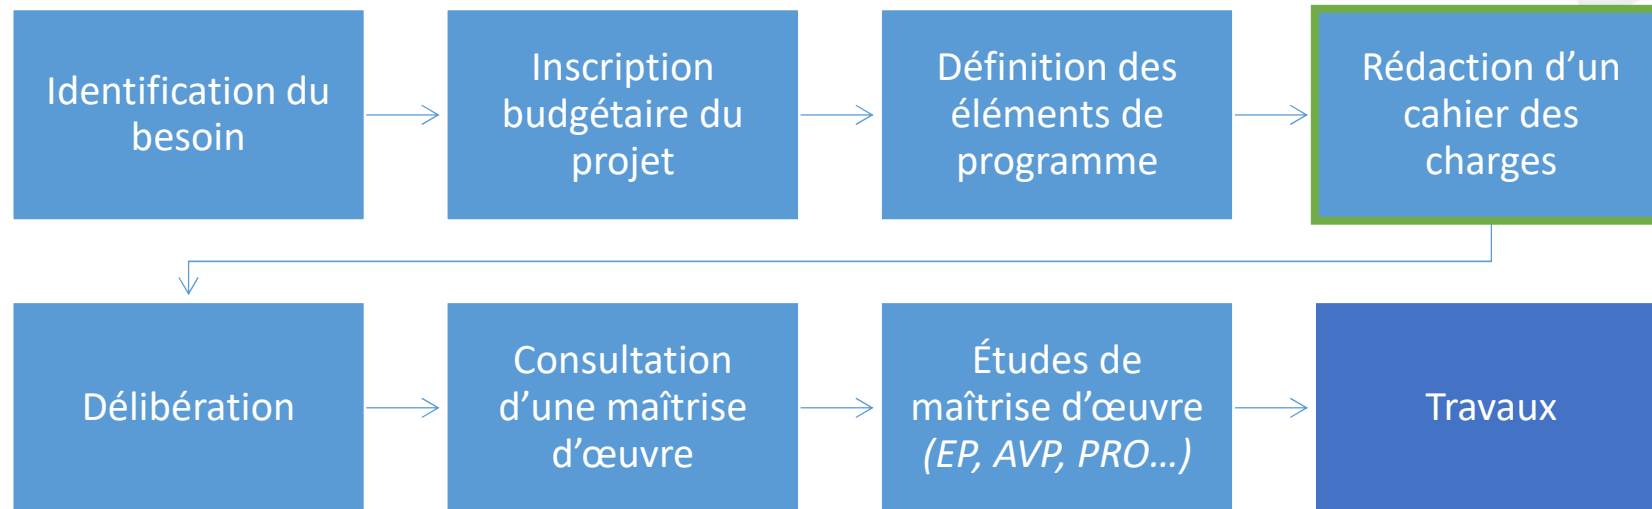 Identification du
besoin
Inscription
budgétaire du
projet
Définition des
éléments de
programme
Rédaction d’un
cahier des
charges
Délibération
Consultation
d’une maîtrise
d’œuvre
Études de
maîtrise d’œuvre
(EP, AVP, PRO…)
Travaux